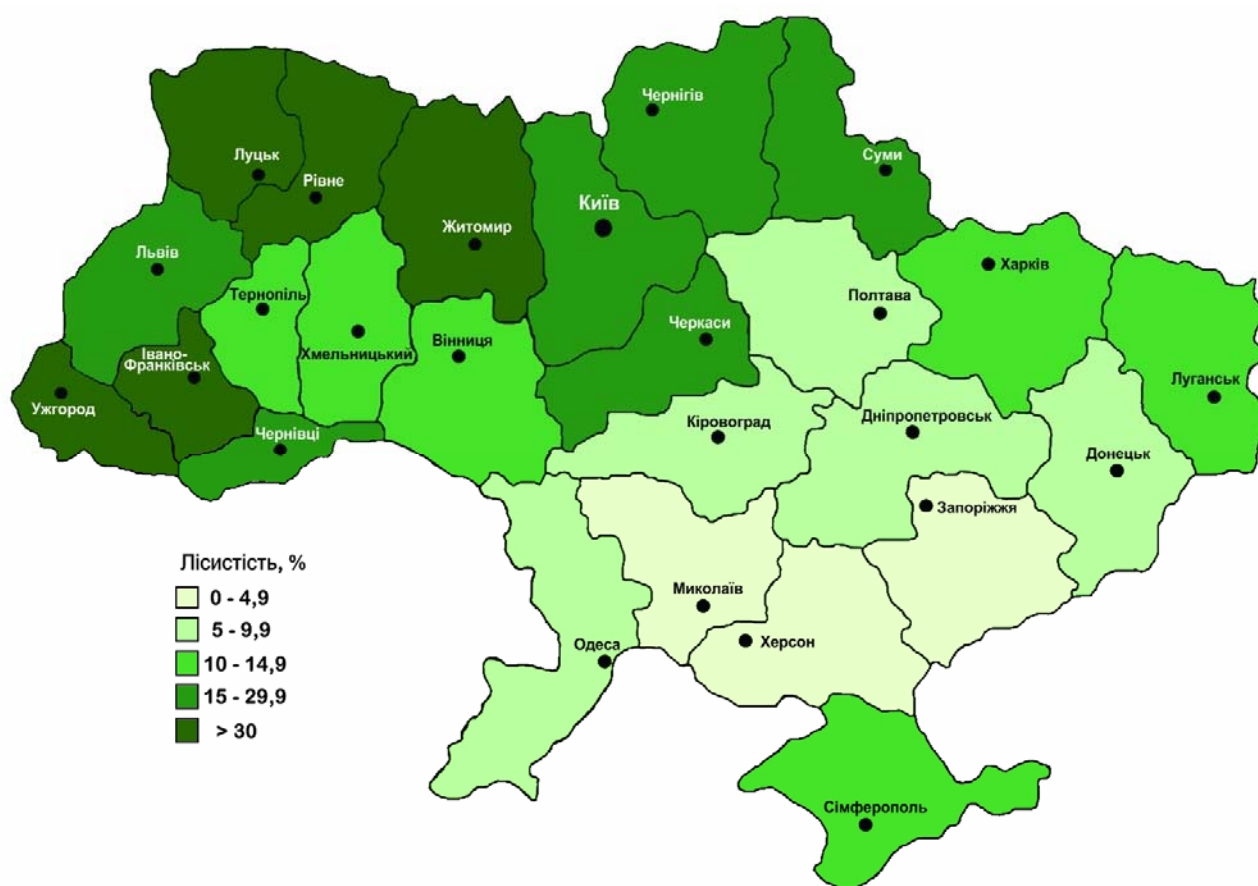 Чернігів
Суми
Луцьк
Рівне
Київ
Житомир
Львів
Харків
Тернопіль
Полтава
Черкаси
Вінниця
Хмельницький
Івано-
Франківськ
Ужгород
Луганськ
Чернівці
Кіровоград
Дніпропетровськ
Донецьк
Запоріжжя
Лісистість, %
0 - 4,9
5 - 9,9
10 - 14,9
15 - 29,9
> 30
Миколаїв
Херсон
Одеса
Сімферополь